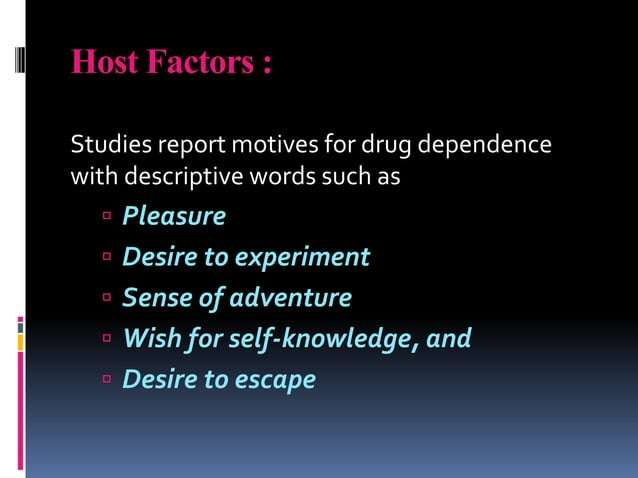 Host Factors :
Studies report motives for drug dependence
with descriptive words such as
Pleasure
Desire to experiment
Sense of adventure
Wish for self-knowledge, and
Desire to escape